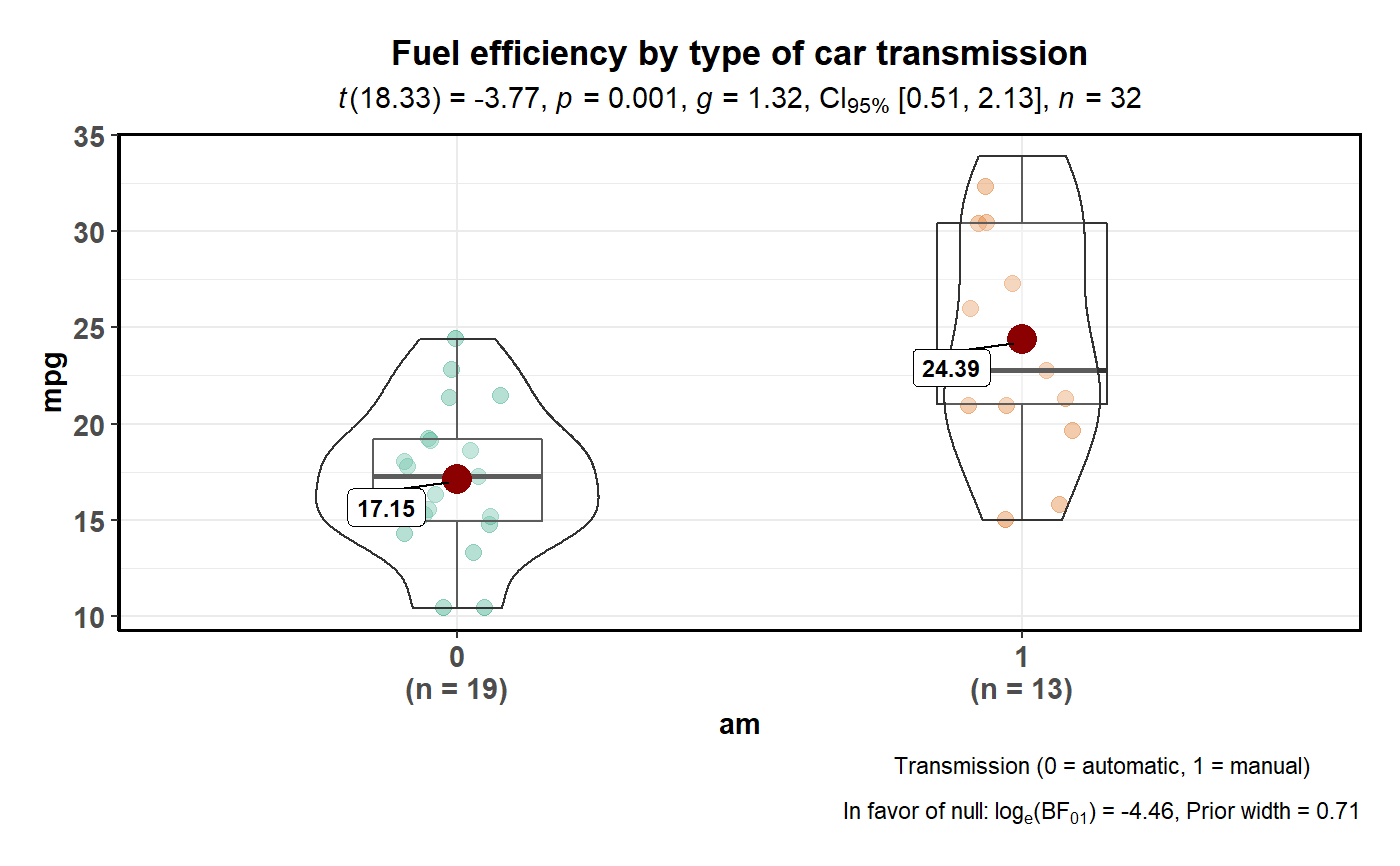 Fuel efficiency by type of car transmission
t(18.33) = -3.77, p = 0.001, g = 1.32, CI95% [0.51, 2.13], n = 32
35
30
25
20
15
10
mpg
24.39
17.15
0
(n = 19)
1
(n = 13)
am
Transmission (0 = automatic, 1 = manual)
In favor of null: loge(BF01) = -4.46, Prior width = 0.71